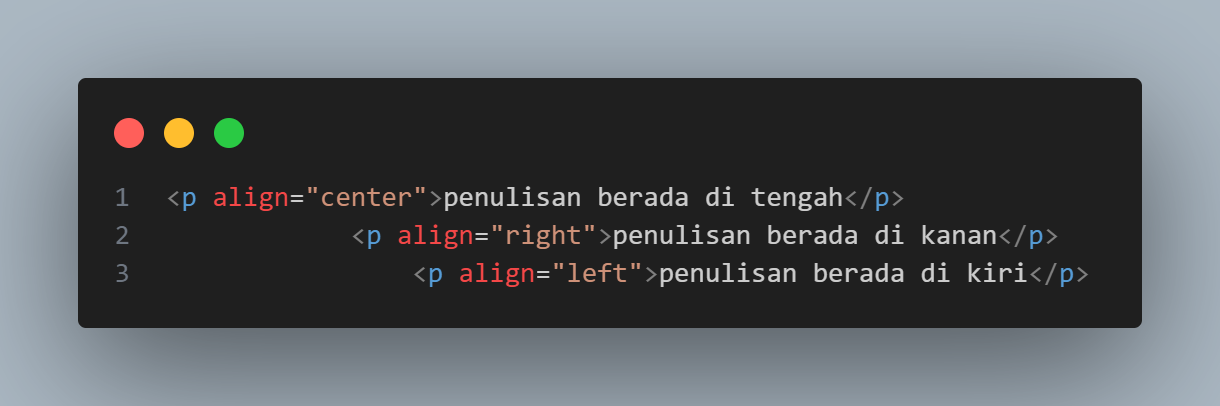 1 <p align="center">penulisan berada di tengah</p>
2 <p align="right">penulisan berada di kanan</p>
3 <p align="left">penulisan berada di kiri</p>